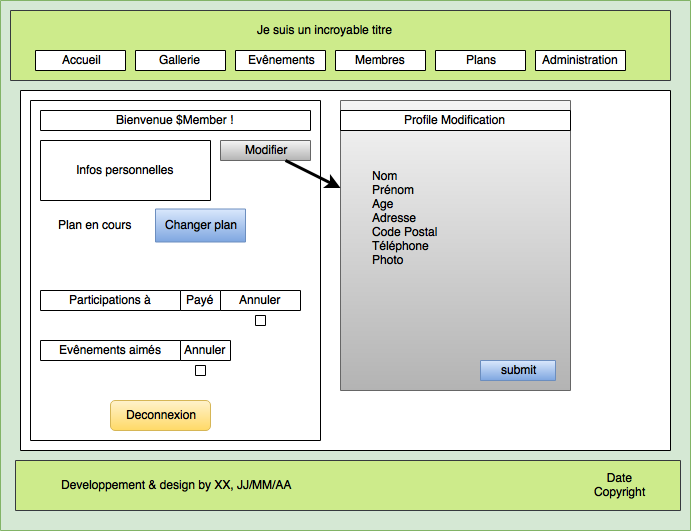 Je suis un incroyable titre
Accueil
Gallerie
Evênements
Membres
Plans
Administration
Bienvenue $Member !
Infos personnelles
Modifier
Plan en cours
Changer plan
Participations à
Payé
Annuler
Evênements aimés
Annuler
Deconnexion
Profile Modification
Nom
Prénom
Age
Adresse
Code Postal
Téléphone
Photo
submit
Developpement & design by XX, JJ/MM/AA
Date
Copyright